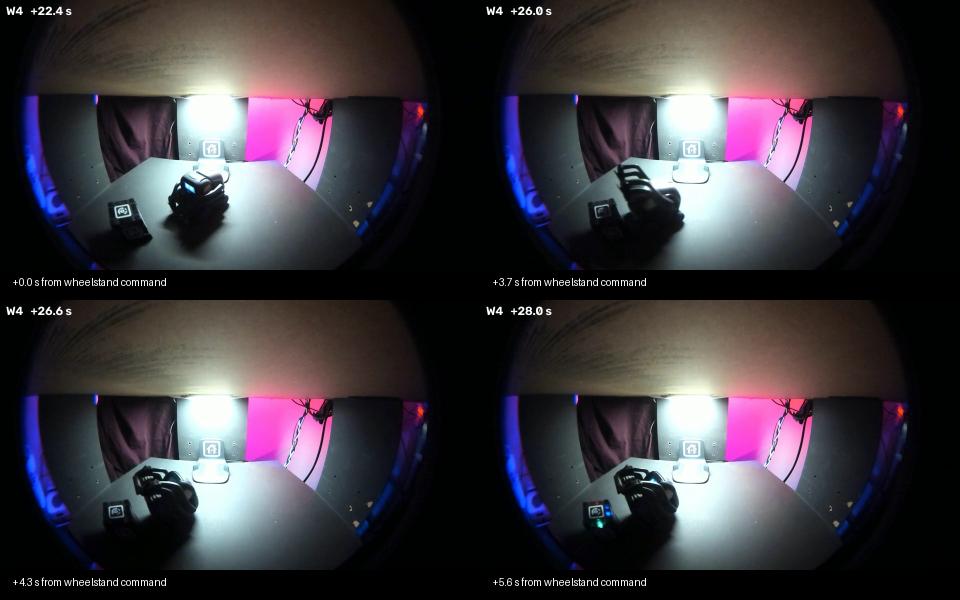 W4 +22.4 s
W4 +26.0 s
+0.0 s from wheelstand command
+3.7 s from wheelstand command
W4 +26.6 s
W4 +28.0 s
+4.3 s from wheelstand command
+5.6 s from wheelstand command